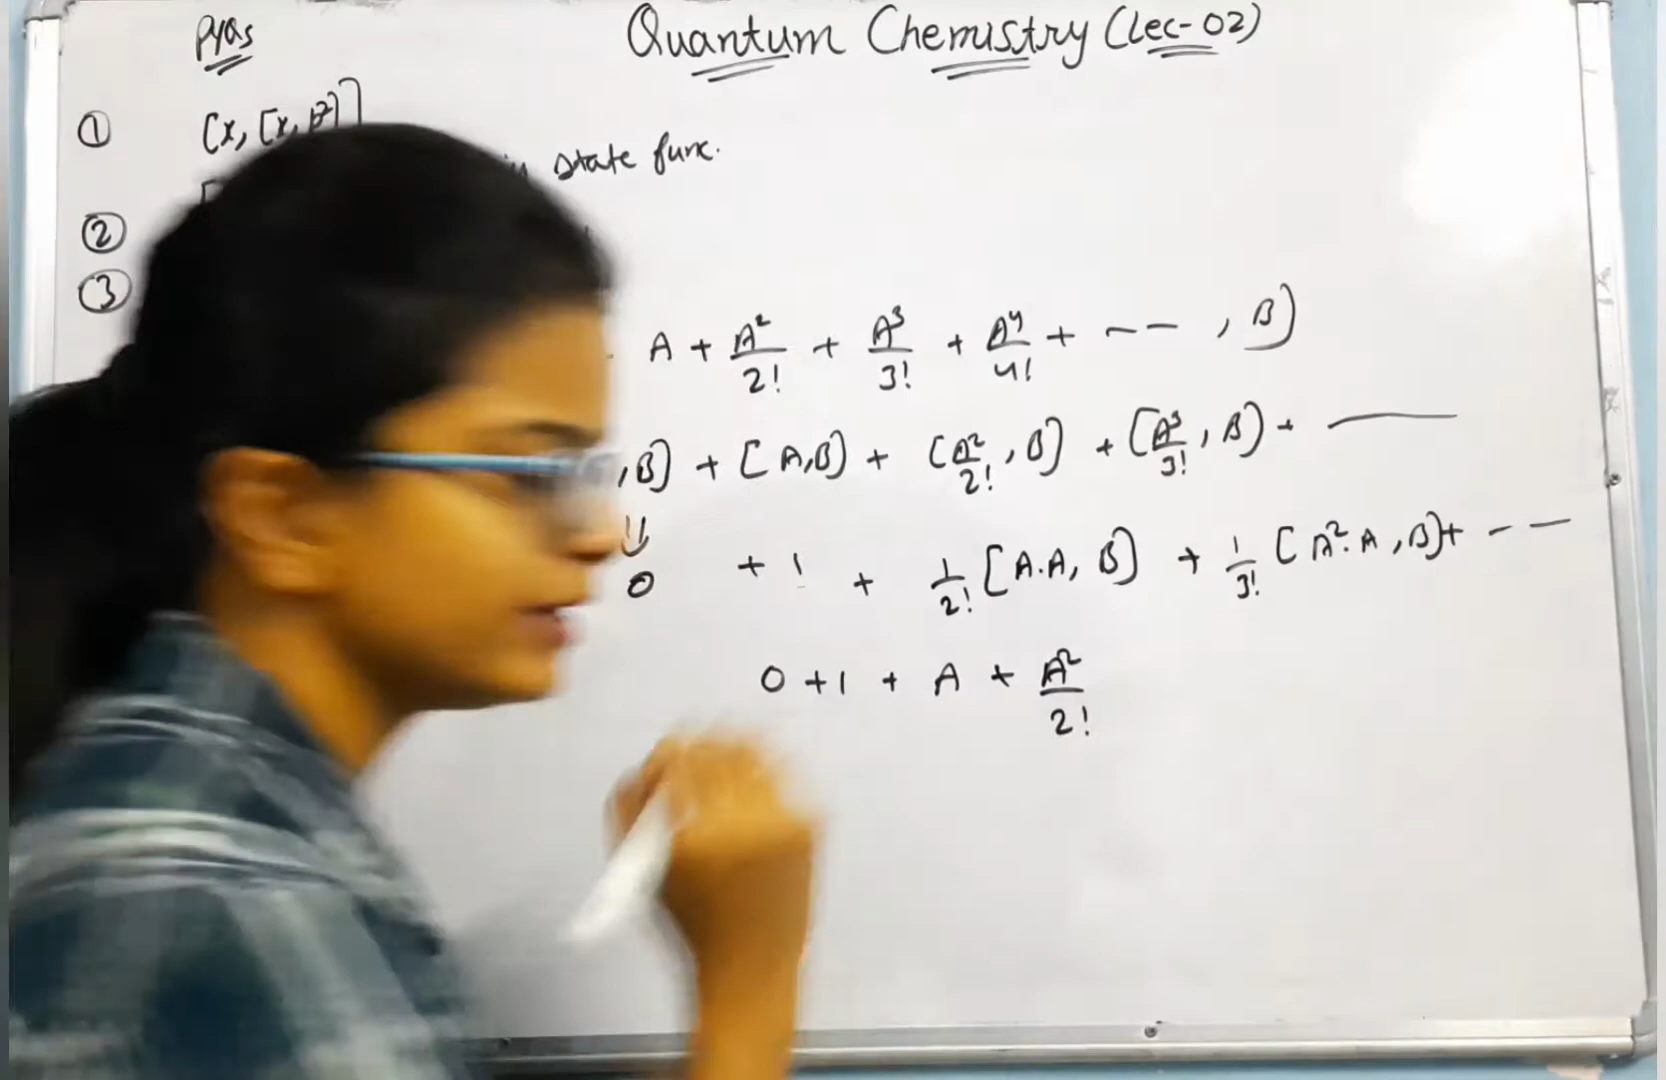 PYQs
Quantum Chemistry (Lec-02)
① [x, [x, p²]]
state func.
②
③
A + A²/2! + A³/3! + A⁴/4! + -- , B]
, B] + [A,B] + [A²/2!, B] + [A³/3!, B] + ——
⇓
0 + 1 + 1/2! [A.A, B] + 1/3! [A².A, B] + --
0 + 1 + A + A²/2!